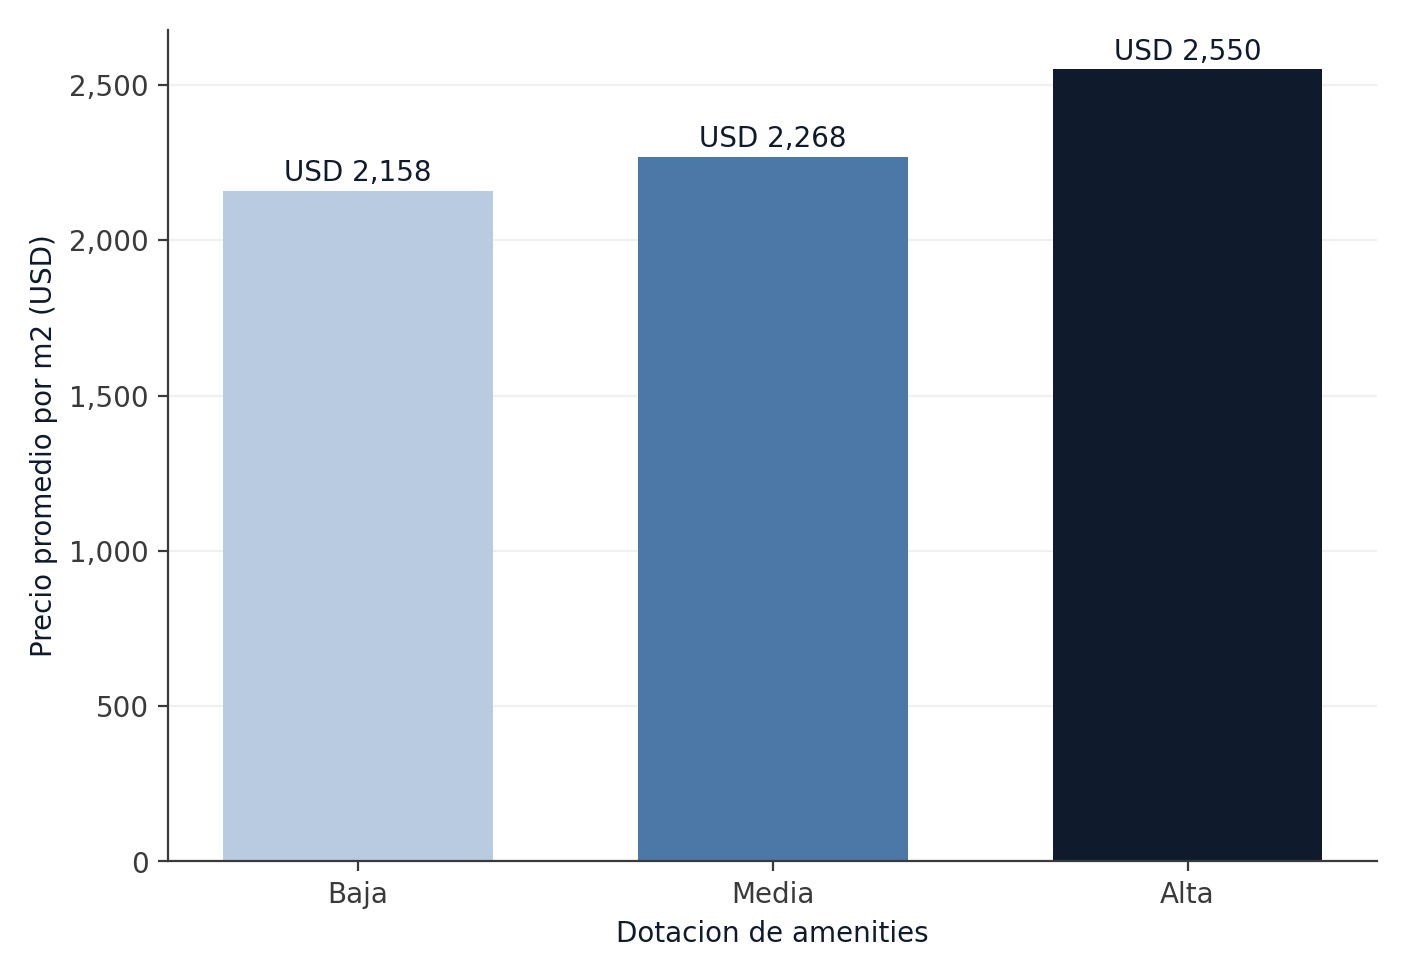 USD 2,550
USD 2,268
USD 2,158
Precio promedio por m2 (USD)
2,500
2,000
1,500
1,000
500
0
Baja
Media
Alta
Dotacion de amenities